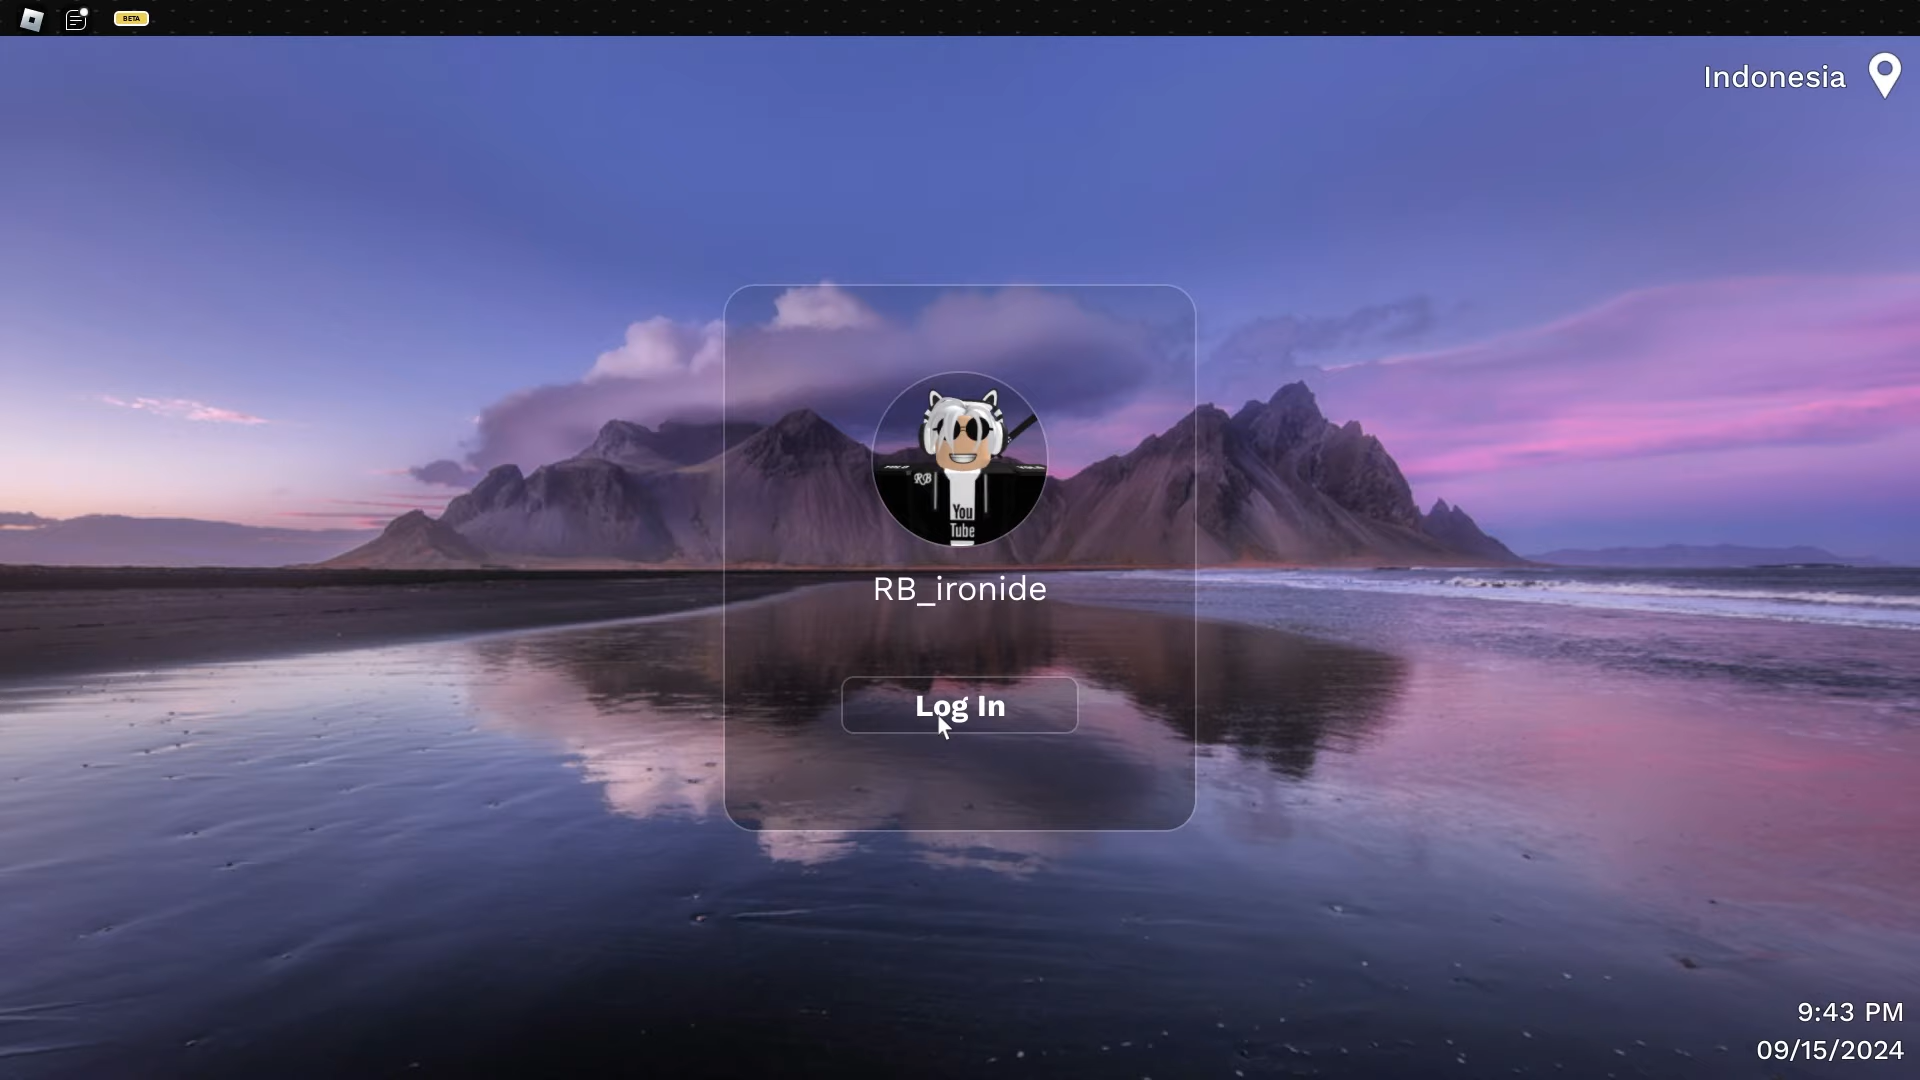 BETA
Indonesia
RB
You
Tube
RB_ironide
Log In
9:43 PM
09/15/2024